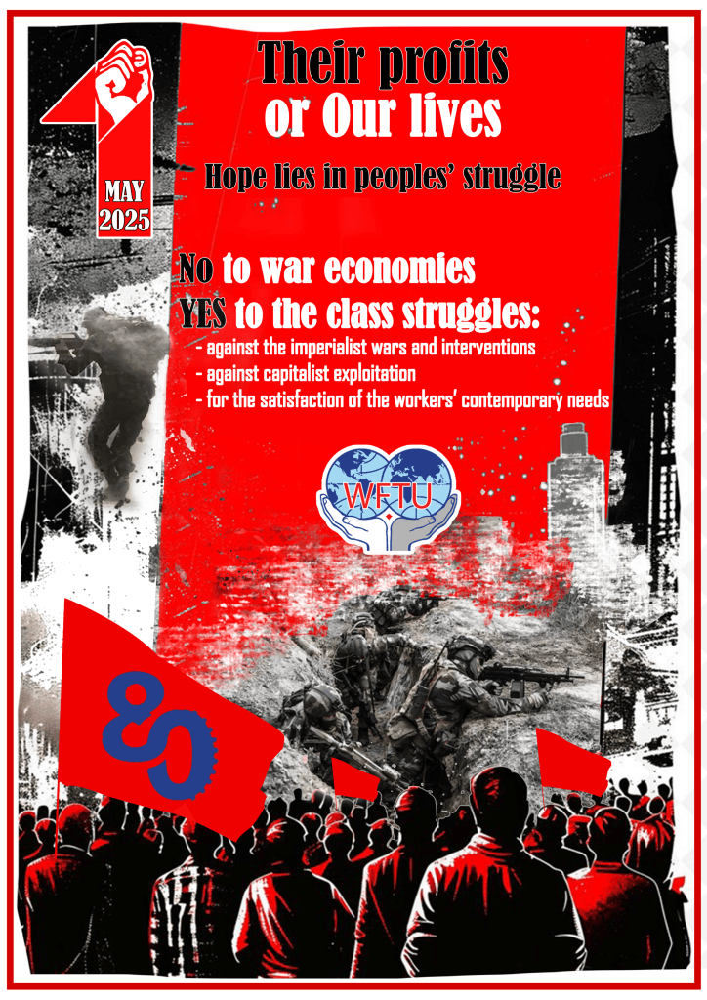 Their profits
or Our lives
Hope lies in peoples’ struggle
1
MAY
2025
No to war economies
YES to the class struggles:
- against the imperialist wars and interventions
- against capitalist exploitation
- for the satisfaction of the workers’ contemporary needs
WFTU
80